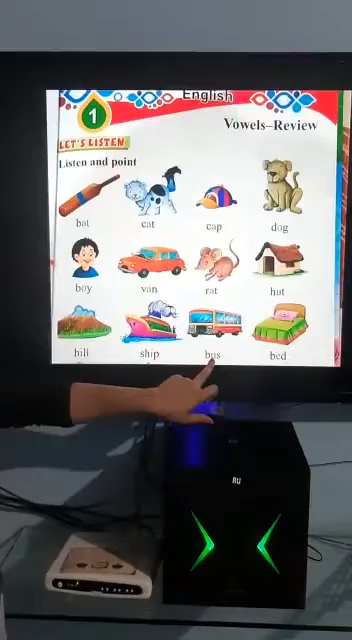 English
1
Vowels–Review
LET'S LISTEN
Listen and point
bat cat cap dog
boy van rat hut
hill ship bus bed